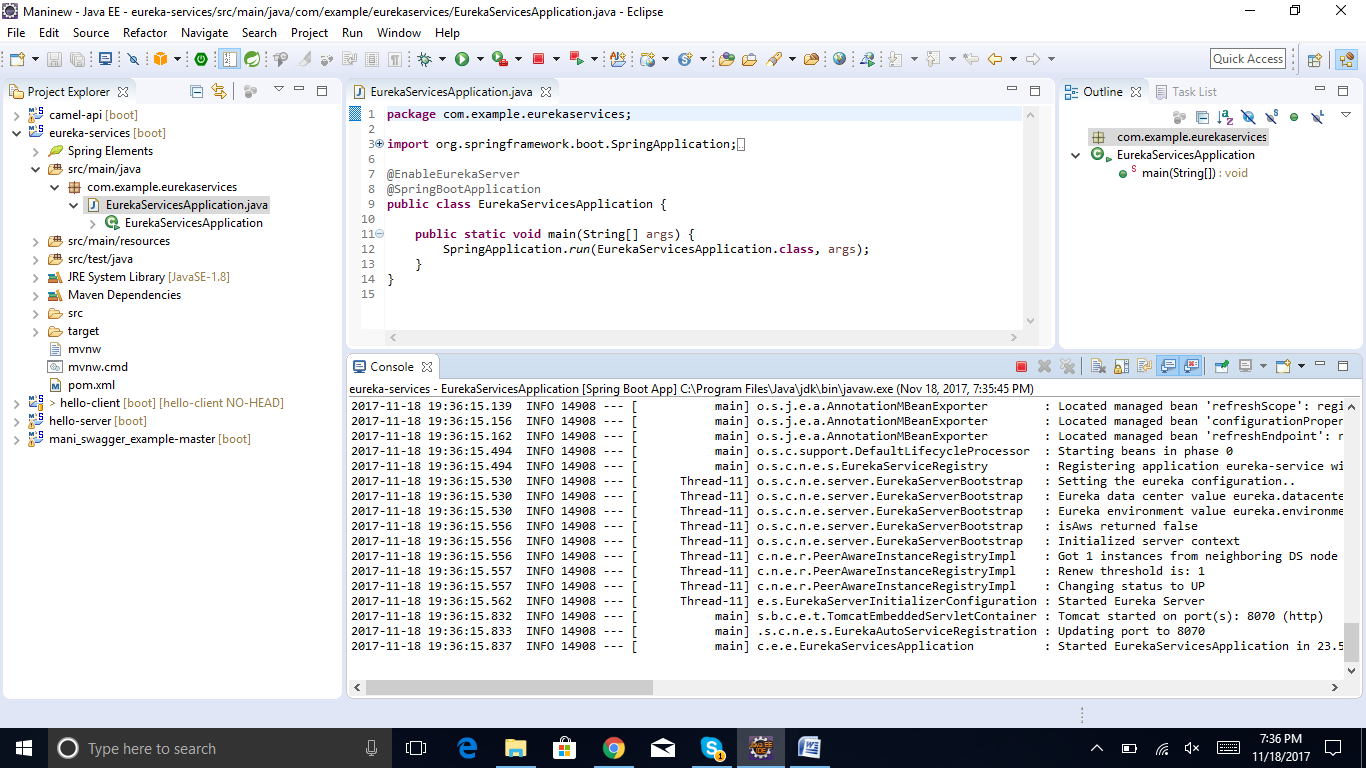 Maninew - Java EE - eureka-services/src/main/java/com/example/eurekaservices/EurekaServicesApplication.java - Eclipse
File Edit Source Refactor Navigate Search Project Run Window Help
Quick Access
Project Explorer
camel-api [boot]
eureka-services [boot]
Spring Elements
src/main/java
com.example.eurekaservices
EurekaServicesApplication.java
EurekaServicesApplication
src/main/resources
src/test/java
JRE System Library [JavaSE-1.8]
Maven Dependencies
src
target
mvnw
mvnw.cmd
pom.xml
> hello-client [boot] [hello-client NO-HEAD]
hello-server [boot]
mani_swagger_example-master [boot]
EurekaServicesApplication.java
1 package com.example.eurekaservices;
2
3 import org.springframework.boot.SpringApplication;
6
7 @EnableEurekaServer
8 @SpringBootApplication
9 public class EurekaServicesApplication {
10
11 public static void main(String[] args) {
12 SpringApplication.run(EurekaServicesApplication.class, args);
13 }
14 }
15
Outline Task List
com.example.eurekaservices
EurekaServicesApplication
main(String[]) : void
Console
eureka-services - EurekaServicesApplication [Spring Boot App] C:\Program Files\Java\jdk\bin\javaw.exe (Nov 18, 2017, 7:35:45 PM)
2017-11-18 19:36:15.139 INFO 14908 --- [ main] o.s.j.e.a.AnnotationMBeanExporter : Located managed bean 'refreshScope': regi
2017-11-18 19:36:15.156 INFO 14908 --- [ main] o.s.j.e.a.AnnotationMBeanExporter : Located managed bean 'configurationProper
2017-11-18 19:36:15.162 INFO 14908 --- [ main] o.s.j.e.a.AnnotationMBeanExporter : Located managed bean 'refreshEndpoint': r
2017-11-18 19:36:15.494 INFO 14908 --- [ main] o.s.c.support.DefaultLifecycleProcessor : Starting beans in phase 0
2017-11-18 19:36:15.494 INFO 14908 --- [ main] o.s.c.n.e.s.EurekaServiceRegistry : Registering application eureka-service wi
2017-11-18 19:36:15.530 INFO 14908 --- [ Thread-11] o.s.c.n.e.server.EurekaServerBootstrap : Setting the eureka configuration..
2017-11-18 19:36:15.530 INFO 14908 --- [ Thread-11] o.s.c.n.e.server.EurekaServerBootstrap : Eureka data center value eureka.datacente
2017-11-18 19:36:15.530 INFO 14908 --- [ Thread-11] o.s.c.n.e.server.EurekaServerBootstrap : Eureka environment value eureka.environme
2017-11-18 19:36:15.556 INFO 14908 --- [ Thread-11] o.s.c.n.e.server.EurekaServerBootstrap : isAws returned false
2017-11-18 19:36:15.556 INFO 14908 --- [ Thread-11] o.s.c.n.e.server.EurekaServerBootstrap : Initialized server context
2017-11-18 19:36:15.556 INFO 14908 --- [ Thread-11] c.n.e.r.PeerAwareInstanceRegistryImpl : Got 1 instances from neighboring DS node
2017-11-18 19:36:15.557 INFO 14908 --- [ Thread-11] c.n.e.r.PeerAwareInstanceRegistryImpl : Renew threshold is: 1
2017-11-18 19:36:15.557 INFO 14908 --- [ Thread-11] c.n.e.r.PeerAwareInstanceRegistryImpl : Changing status to UP
2017-11-18 19:36:15.562 INFO 14908 --- [ Thread-11] e.s.EurekaServerInitializerConfiguration : Started Eureka Server
2017-11-18 19:36:15.832 INFO 14908 --- [ main] s.b.c.e.t.TomcatEmbeddedServletContainer : Tomcat started on port(s): 8070 (http)
2017-11-18 19:36:15.833 INFO 14908 --- [ main] .s.c.n.e.s.EurekaAutoServiceRegistration : Updating port to 8070
2017-11-18 19:36:15.837 INFO 14908 --- [ main] c.e.e.EurekaServicesApplication : Started EurekaServicesApplication in 23.5
Type here to search
7:36 PM
11/18/2017